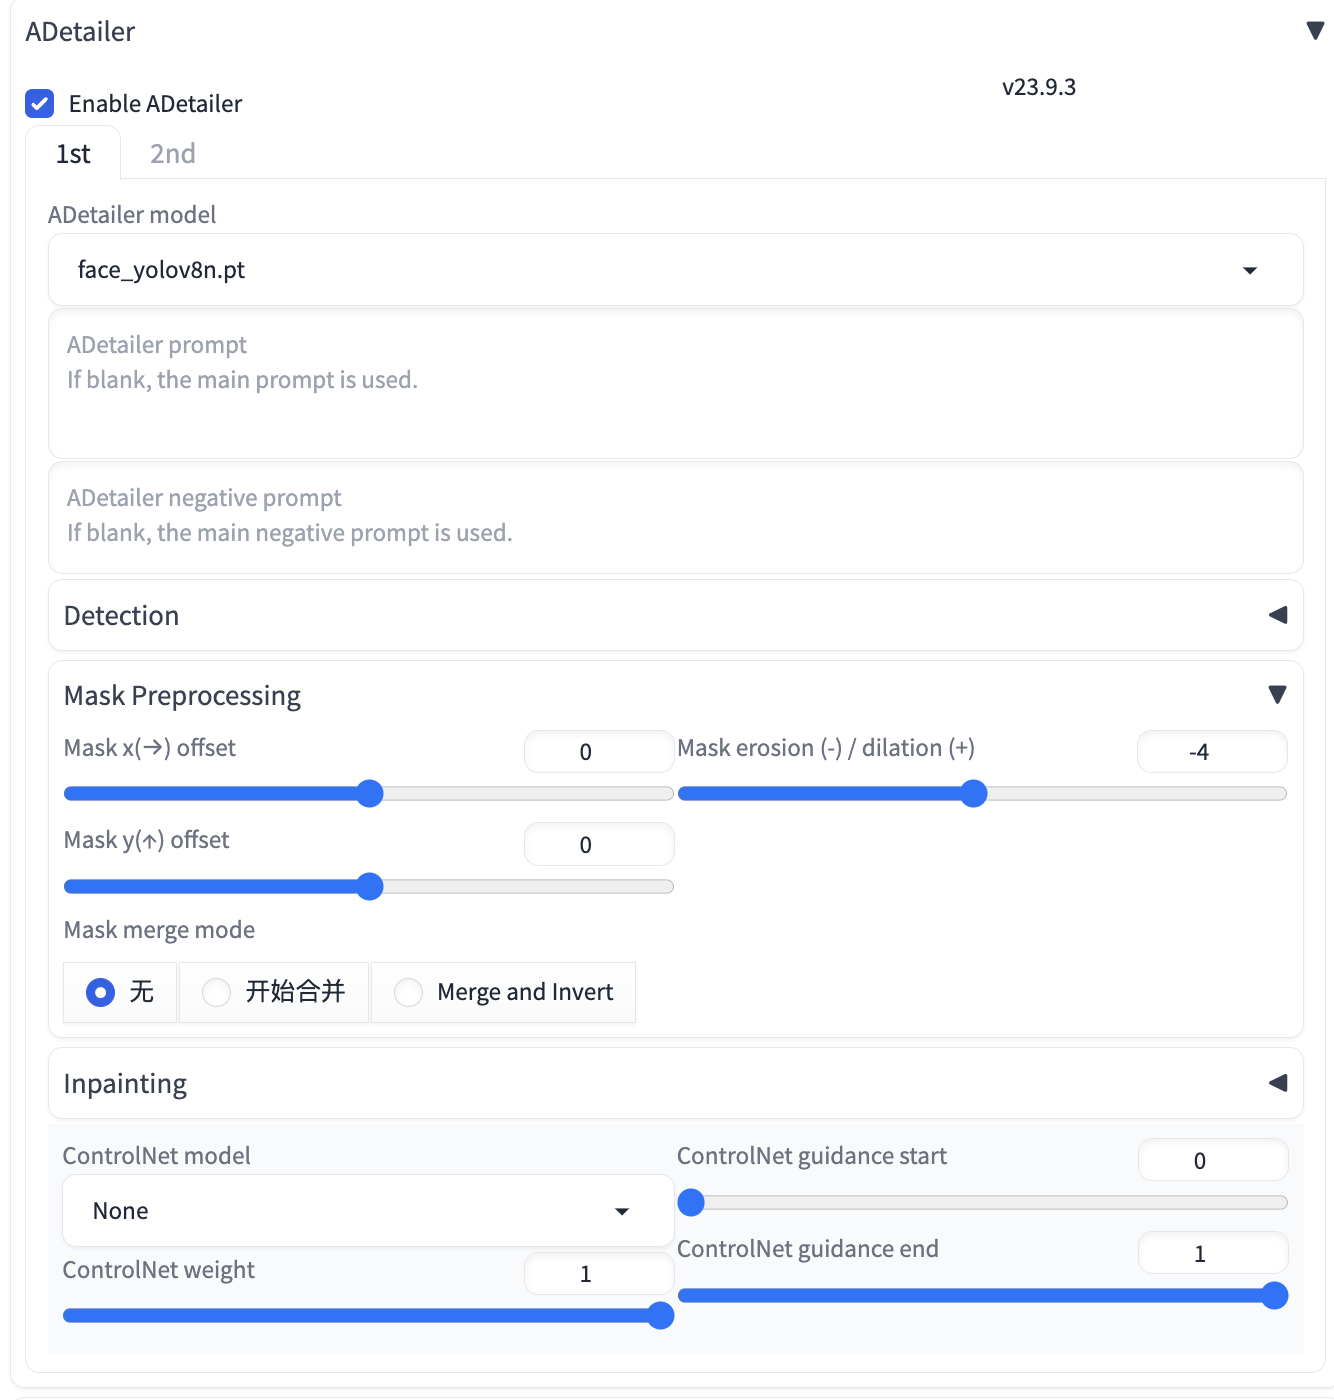 ADetailer
v23.9.3
Enable ADetailer
1st 2nd
ADetailer model
face_yolov8n.pt
ADetailer prompt
If blank, the main prompt is used.
ADetailer negative prompt
If blank, the main negative prompt is used.
Detection
Mask Preprocessing
Mask x(→) offset 0
Mask erosion (-) / dilation (+) -4
Mask y(↑) offset 0
Mask merge mode
无 开始合并 Merge and Invert
Inpainting
ControlNet model
None
ControlNet weight 1
ControlNet guidance start 0
ControlNet guidance end 1